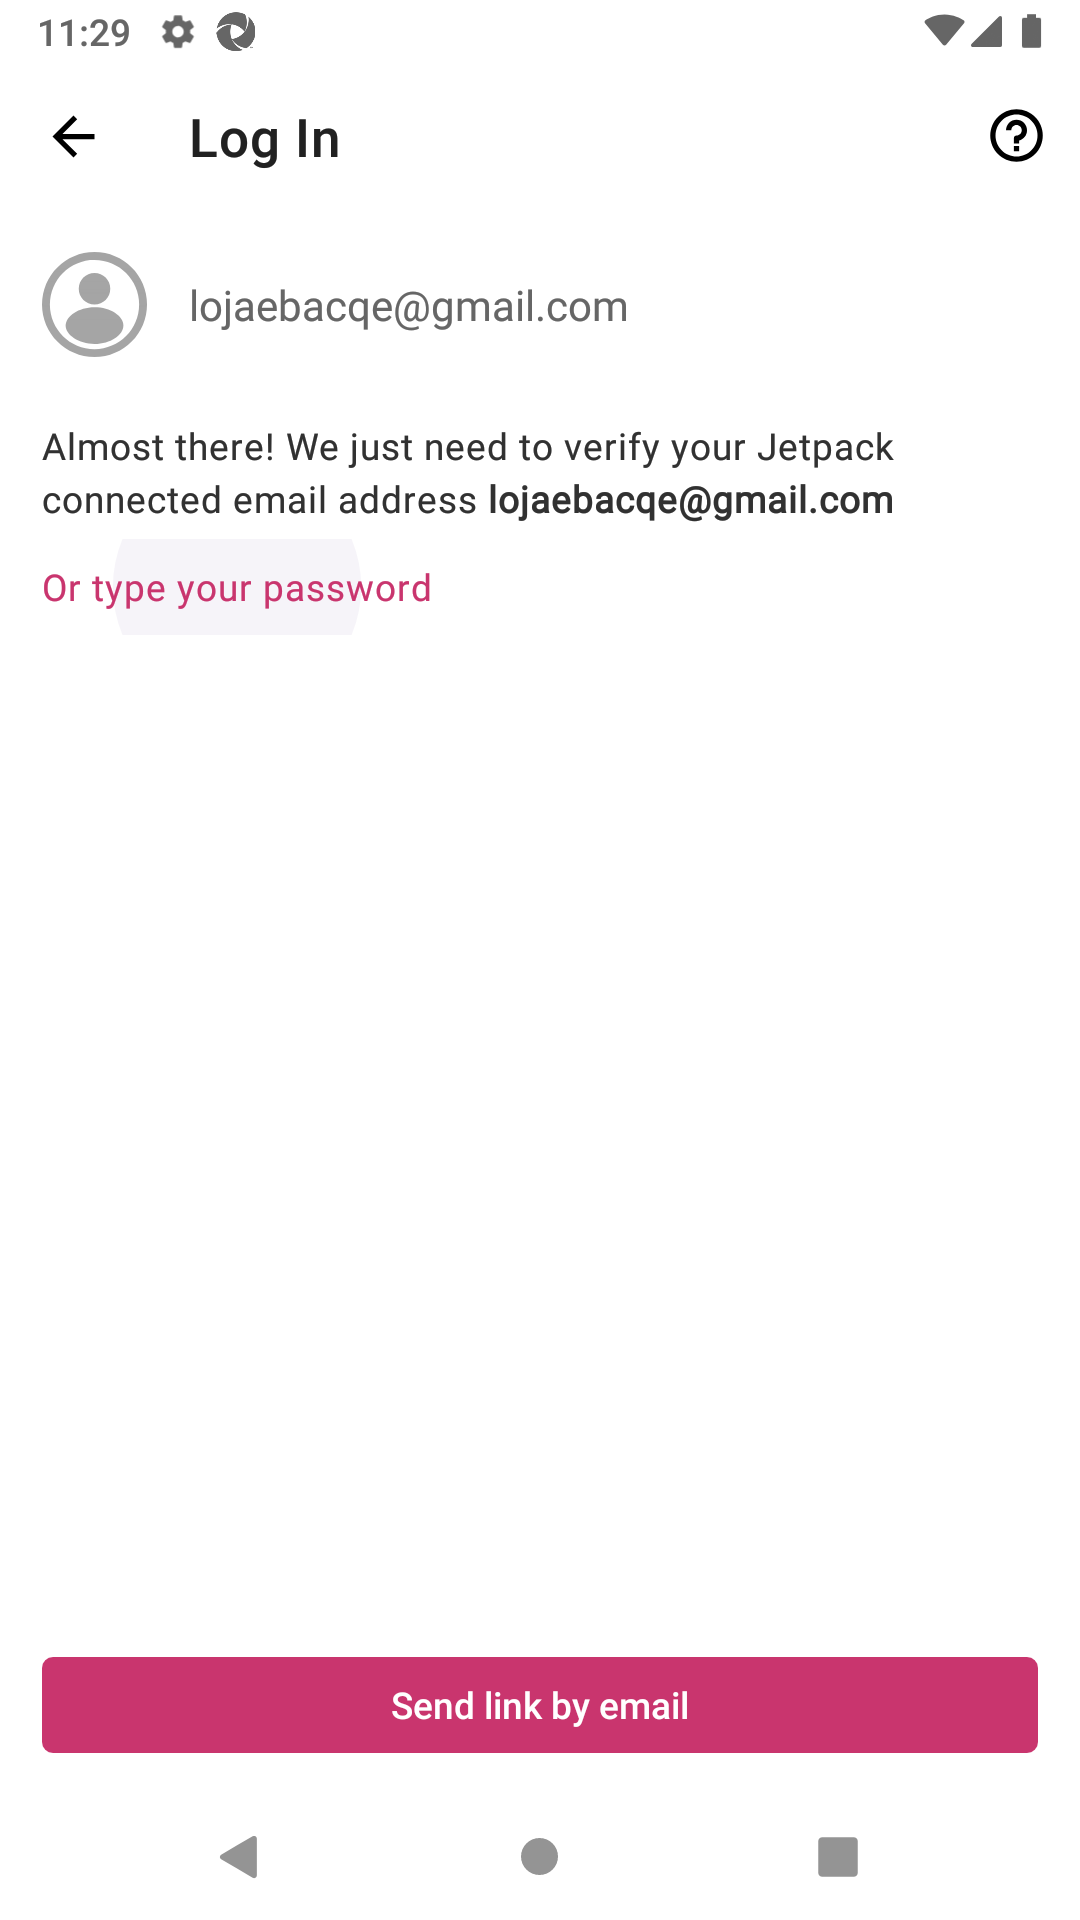 11:29
Log In
lojaebacqe@gmail.com
Almost there! We just need to verify your Jetpack
connected email address lojaebacqe@gmail.com
Or type your password
Send link by email